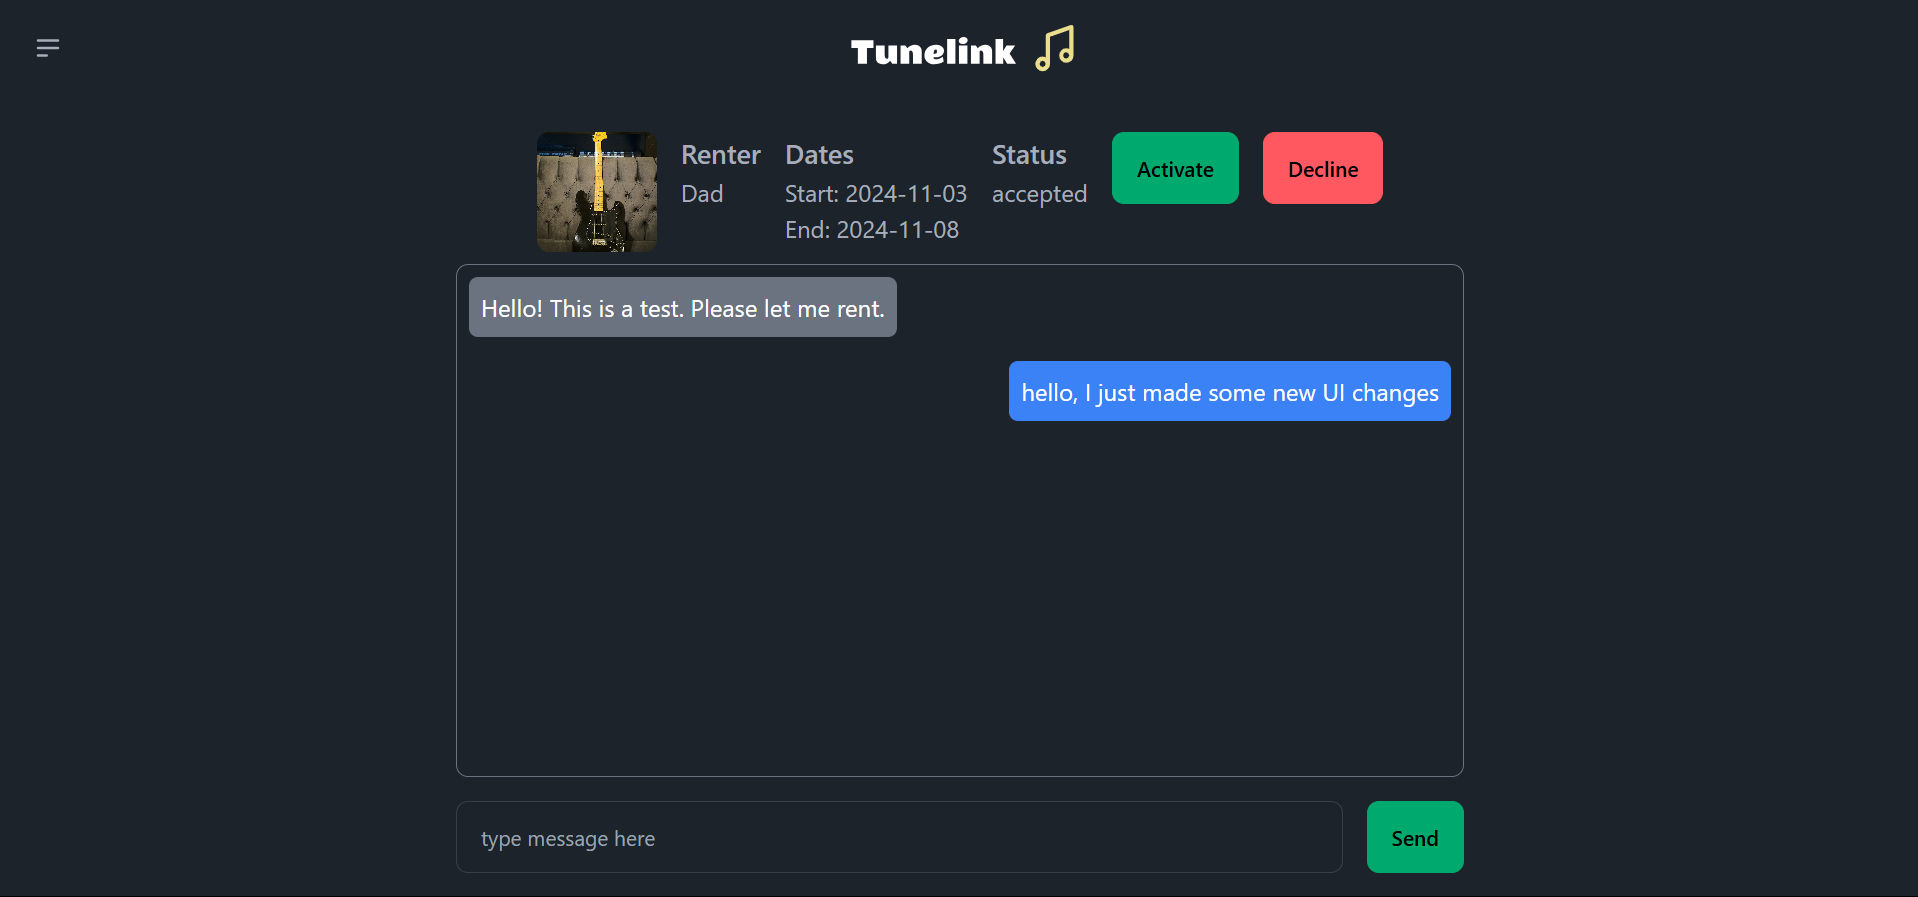 Tunelink
Renter
Dad
Dates
Start: 2024-11-03
End: 2024-11-08
Status
accepted
Activate
Decline
Hello! This is a test. Please let me rent.
hello, I just made some new UI changes
type message here
Send